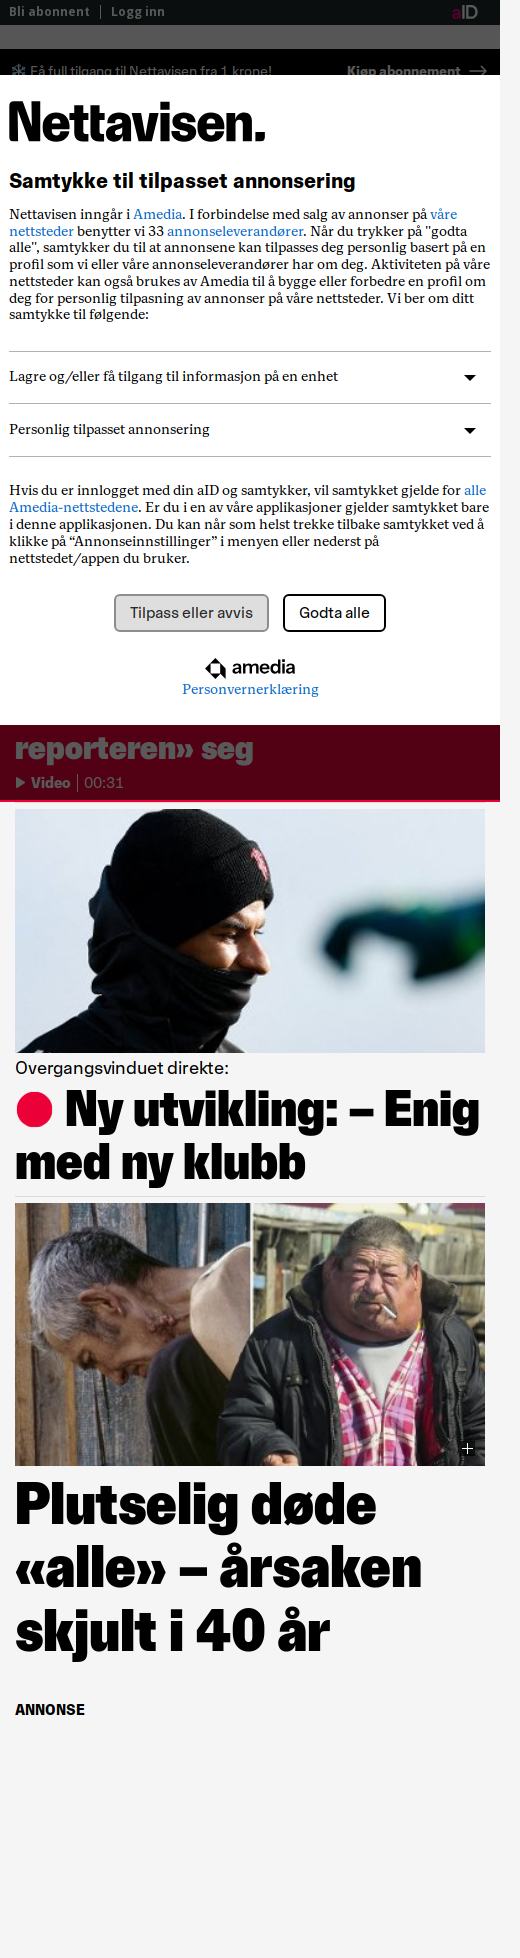 Bli abonnent | Logg inn
aID
Få full tilgang til Nettavisen fra 1 krone!
Kjøp abonnement →
Nettavisen.
Samtykke til tilpasset annonsering
Nettavisen inngår i Amedia. I forbindelse med salg av annonser på våre
nettsteder benytter vi 33 annonseleverandører. Når du trykker på "godta
alle", samtykker du til at annonsene kan tilpasses deg personlig basert på en
profil som vi eller våre annonseleverandører har om deg. Aktiviteten på våre
nettsteder kan også brukes av Amedia til å bygge eller forbedre en profil om
deg for personlig tilpasning av annonser på våre nettsteder. Vi ber om ditt
samtykke til følgende:
Lagre og/eller få tilgang til informasjon på en enhet
Personlig tilpasset annonsering
Hvis du er innlogget med din aID og samtykker, vil samtykket gjelde for alle
Amedia-nettstedene. Er du i en av våre applikasjoner gjelder samtykket bare
i denne applikasjonen. Du kan når som helst trekke tilbake samtykket ved å
klikke på “Annonseinnstillinger” i menyen eller nederst på
nettstedet/appen du bruker.
Tilpass eller avvis
Godta alle
amedia
Personvernerklæring
reporteren» seg
Video | 00:31
Overgangsvinduet direkte:
Ny utvikling: – Enig
med ny klubb
Plutselig døde
«alle» – årsaken
skjult i 40 år
ANNONSE